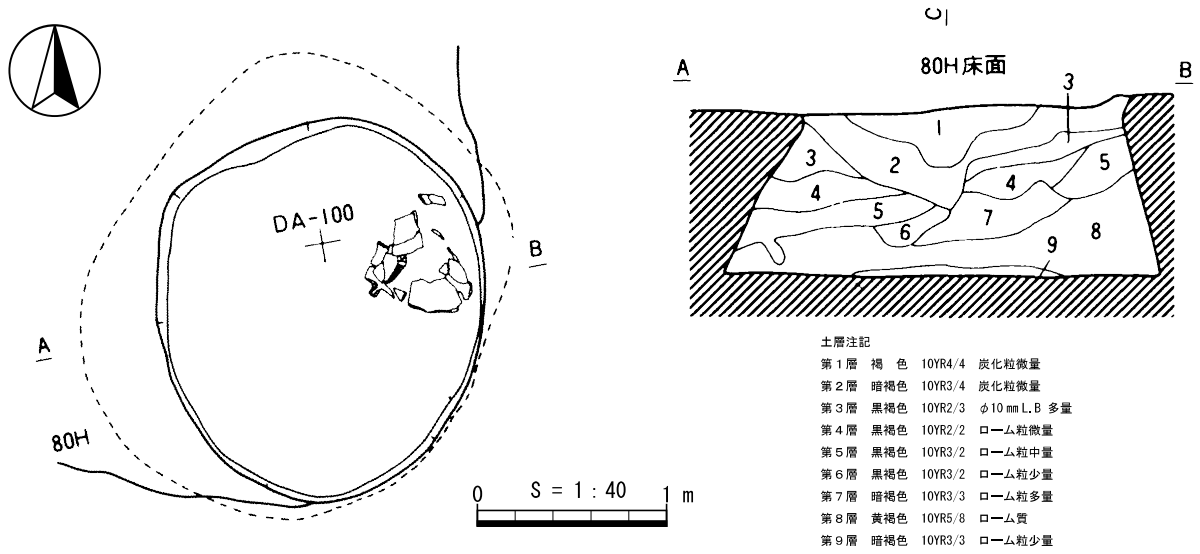 C
A
80H床面
B
3
1
2
3
4
5
6
4
5
7
8
9
DA-100
B
A
80H
0 S = 1 : 40 1 m
土層注記
第1層 褐 色 10YR4/4 炭化粒微量
第2層 暗褐色 10YR3/4 炭化粒微量
第3層 黒褐色 10YR2/3 φ10mmL.B 多量
第4層 黒褐色 10YR2/2 ローム粒微量
第5層 黒褐色 10YR3/2 ローム粒中量
第6層 黒褐色 10YR3/2 ローム粒少量
第7層 暗褐色 10YR3/3 ローム粒多量
第8層 黄褐色 10YR5/8 ローム質
第9層 暗褐色 10YR3/3 ローム粒少量